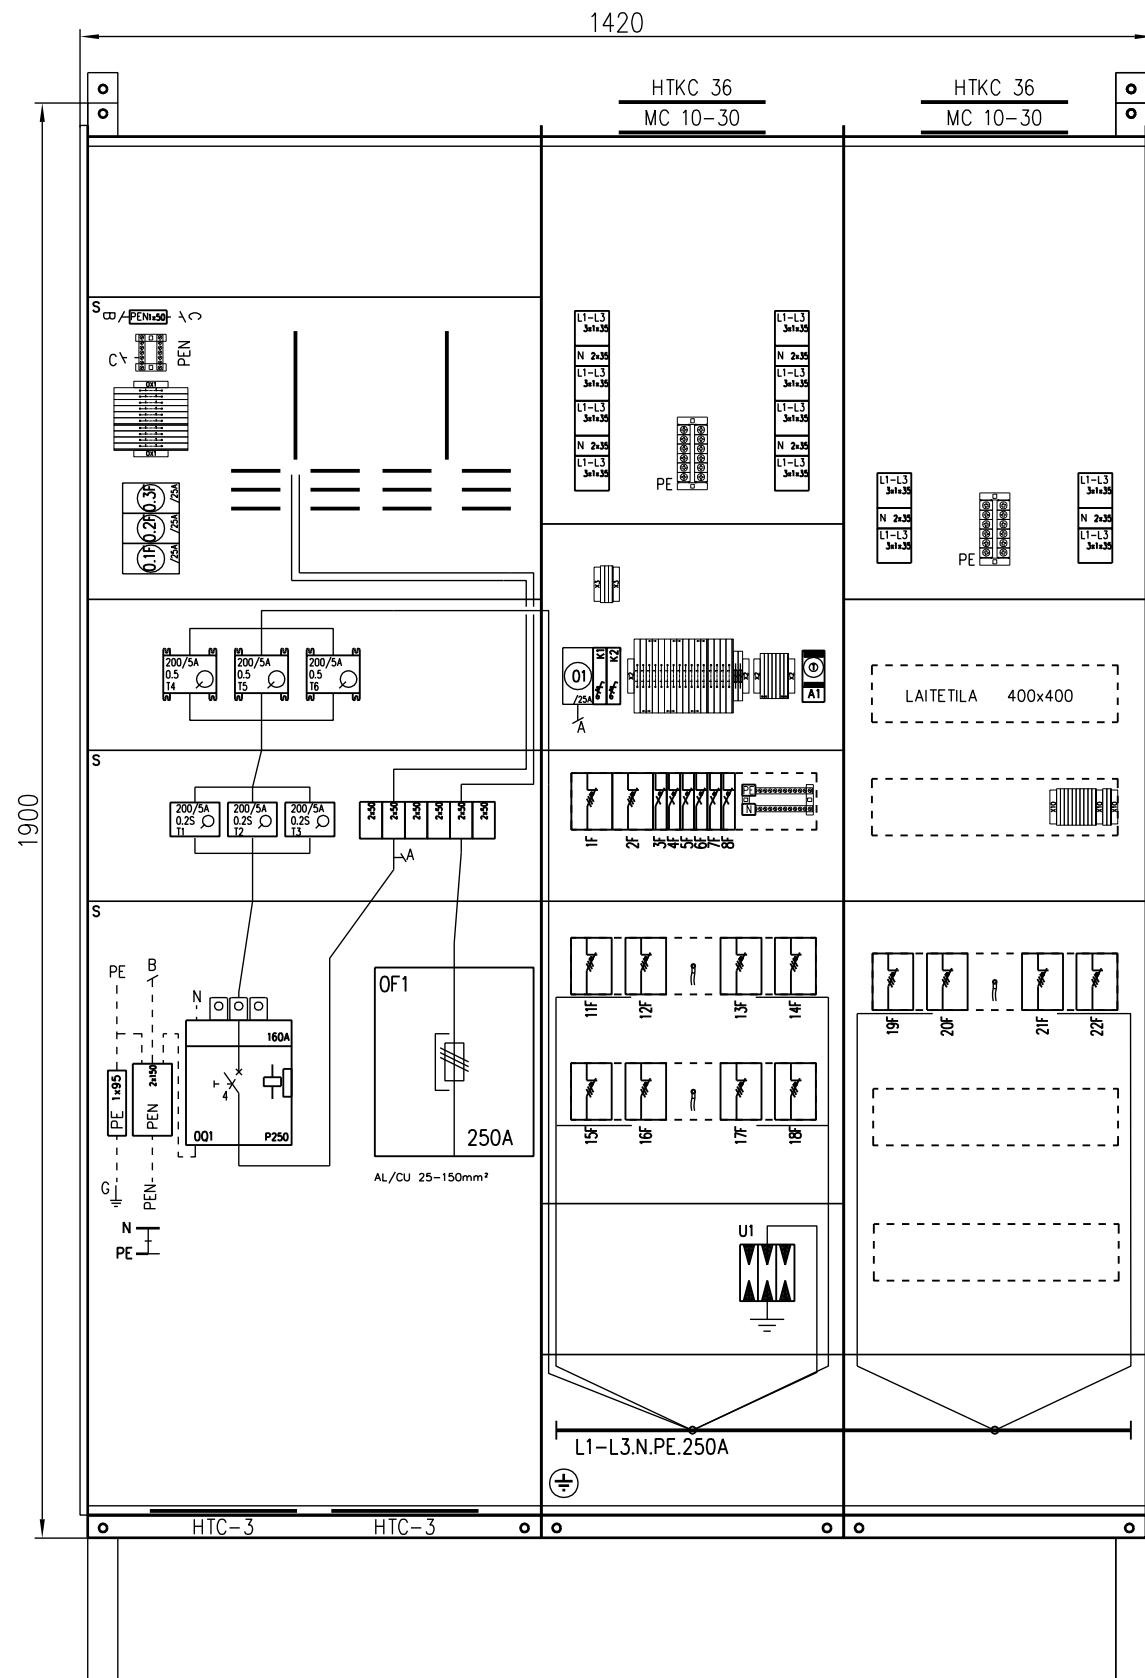 1420
HTKC 36
MC 10-30
HTKC 36
MC 10-30
1900
S
B
PEN 1x50
C
C
PEN
0X1
0X1
0.3F /25A
0.2F /25A
0.1F /25A
200/5A
0.5
T4
200/5A
0.5
T5
200/5A
0.5
T6
S
200/5A
0.2S
T1
200/5A
0.2S
T2
200/5A
0.2S
T3
2x50
2x50
2x50
2x50
2x50
2x50
A
S
PE
B
N
PE 1x95
PEN 2x150
160A
4
0Q1
P250
G
PEN
N
PE
OF1
250A
AL/CU 25-150mm²
L1-L3
3x1x35
N 2x35
L1-L3
3x1x35
L1-L3
3x1x35
N 2x35
L1-L3
3x1x35
PE
L1-L3
3x1x35
N 2x35
L1-L3
3x1x35
L1-L3
3x1x35
N 2x35
L1-L3
3x1x35
X3
X3
01
/25A
K1
K2
A
X2
X2
X2
X2
A1
1F
2F
3F
4F
5F
6F
7F
8F
PE
N
11F
12F
13F
14F
15F
16F
17F
18F
U1
L1-L3.N.PE.250A
L1-L3
3x1x35
N 2x35
L1-L3
3x1x35
PE
L1-L3
3x1x35
N 2x35
L1-L3
3x1x35
LAITETILA 400x400
19F
20F
21F
22F
HTC-3
HTC-3